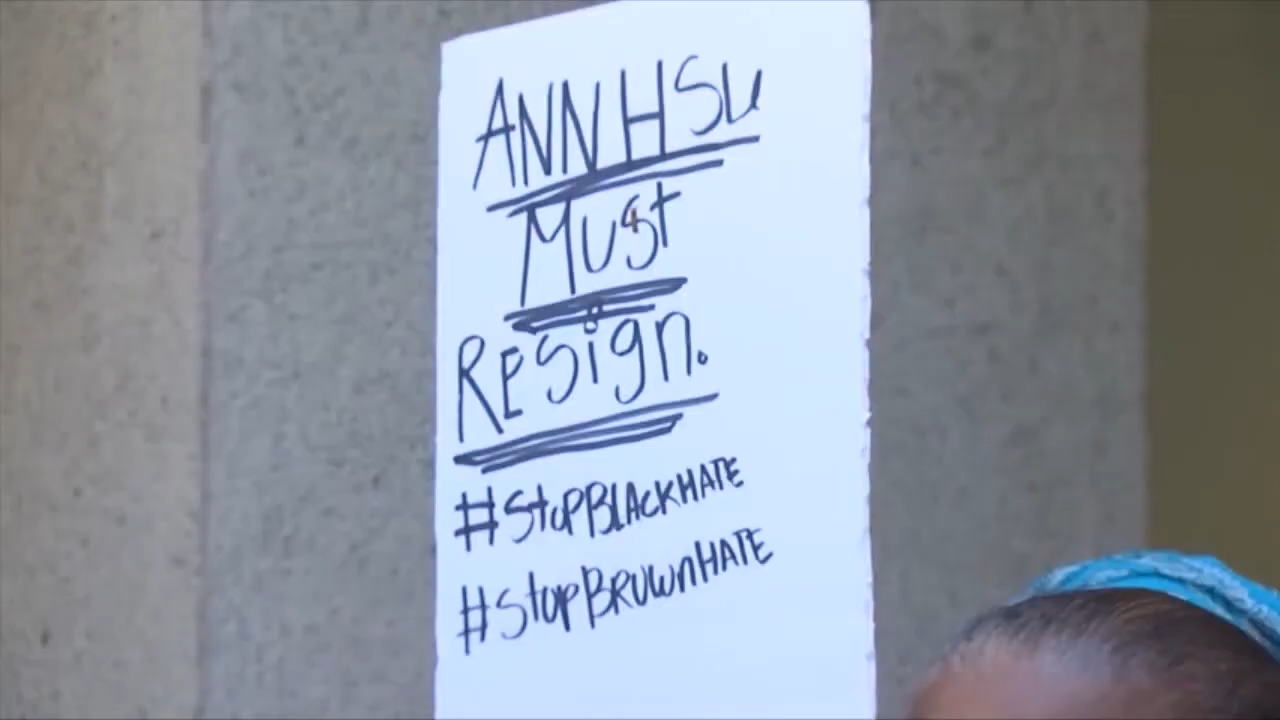 ANN HSu
Must
Resign.
#StopBLACKHATE
#StopBROWnHATE